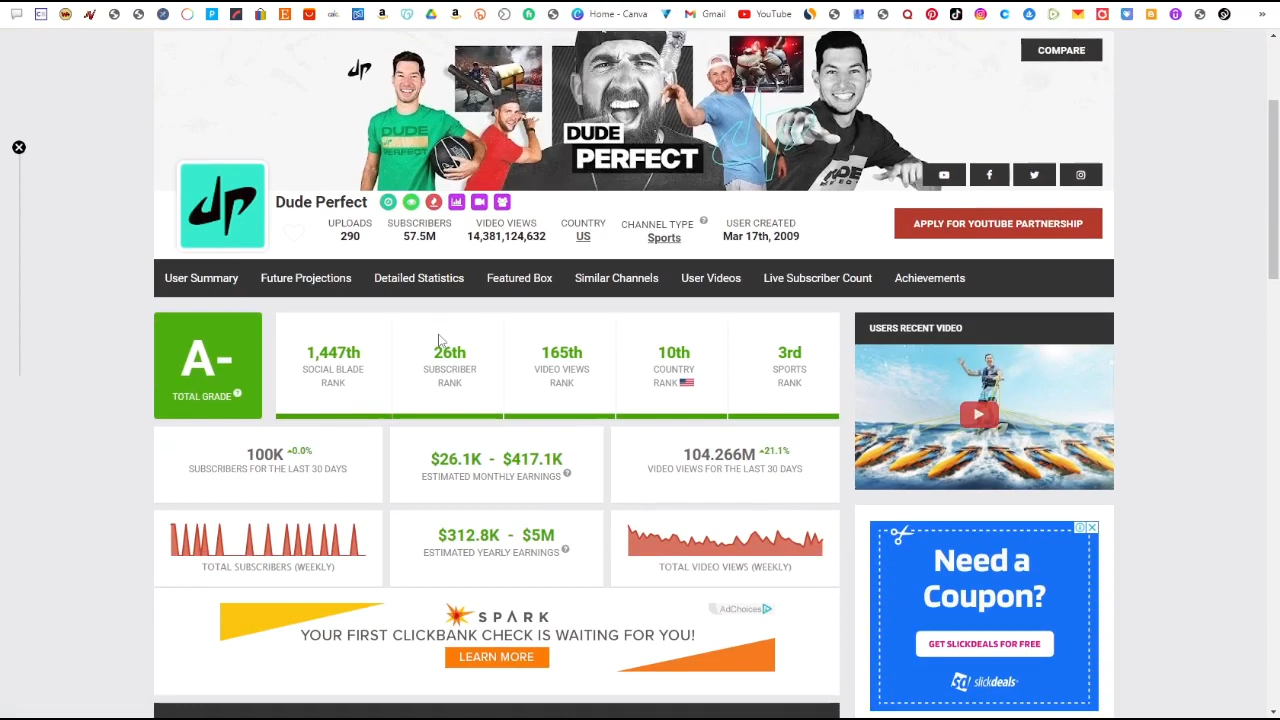 Home - Canva
Gmail
YouTube
COMPARE
dp
DUDE
PERFECT
DUDE
PERFECT
DUDE
dp
Dude Perfect
UPLOADS
290
SUBSCRIBERS
57.5M
VIDEO VIEWS
14,381,124,632
COUNTRY
US
CHANNEL TYPE ?
Sports
USER CREATED
Mar 17th, 2009
APPLY FOR YOUTUBE PARTNERSHIP
User Summary
Future Projections
Detailed Statistics
Featured Box
Similar Channels
User Videos
Live Subscriber Count
Achievements
A-
TOTAL GRADE ?
1,447th
SOCIAL BLADE
RANK
26th
SUBSCRIBER
RANK
165th
VIDEO VIEWS
RANK
10th
COUNTRY
RANK
3rd
SPORTS
RANK
USERS RECENT VIDEO
100K 0.0%
SUBSCRIBERS FOR THE LAST 30 DAYS
$26.1K - $417.1K
ESTIMATED MONTHLY EARNINGS ?
104.266M 21.1%
VIDEO VIEWS FOR THE LAST 30 DAYS
TOTAL SUBSCRIBERS (WEEKLY)
$312.8K - $5M
ESTIMATED YEARLY EARNINGS ?
TOTAL VIDEO VIEWS (WEEKLY)
SPARK
AdChoices
YOUR FIRST CLICKBANK CHECK IS WAITING FOR YOU!
LEARN MORE
Need a
Coupon?
GET SLICKDEALS FOR FREE
sd slickdeals